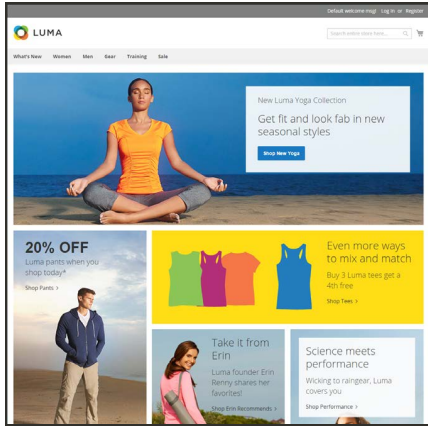 Default welcome msg! Log In or Register
LUMA
Search entire store here...
What's New Women Men Gear Training Sale
New Luma Yoga Collection
Get fit and look fab in new
seasonal styles
Shop New Yoga
20% OFF
Luma pants when you
shop today*
Shop Pants >
Even more ways
to mix and match
Buy 3 Luma tees get a
4th free
Shop Tees >
Take it from
Erin
Luma founder Erin
Renny shares her
favorites!
Shop Erin Recommends >
Science meets
performance
Wicking to raingear, Luma
covers you
Shop Performance >